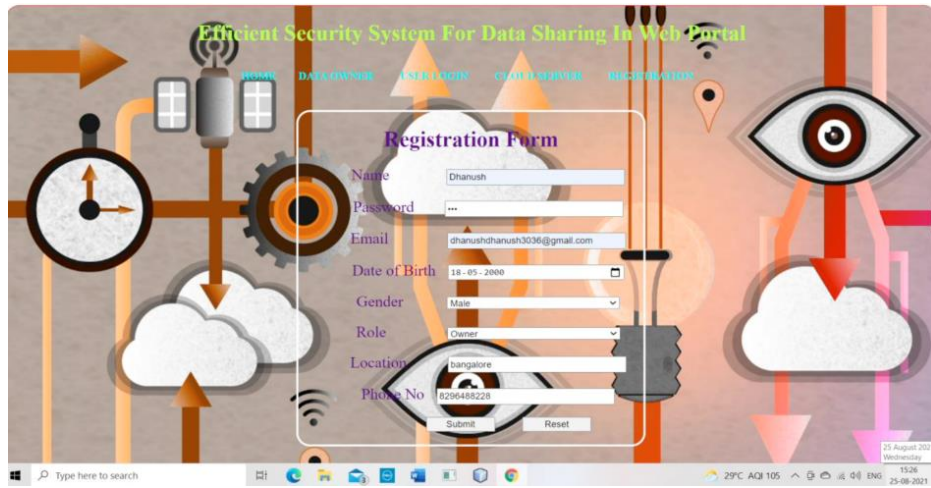 Efficient Security System For Data Sharing In Web Portal
HOME DATA OWNER USER LOGIN CLOUD SERVER REGISTRATION
Registration Form
Name Dhanush
Password •••
Email dhanushdhanush3036@gmail.com
Date of Birth 18-05-2000
Gender Male
Role Owner
Location bangalore
Phone No 8296488228
Submit Reset
25 August 202
Wednesday
Type here to search 29°C AQI 105 ENG 15:26
25-08-2021